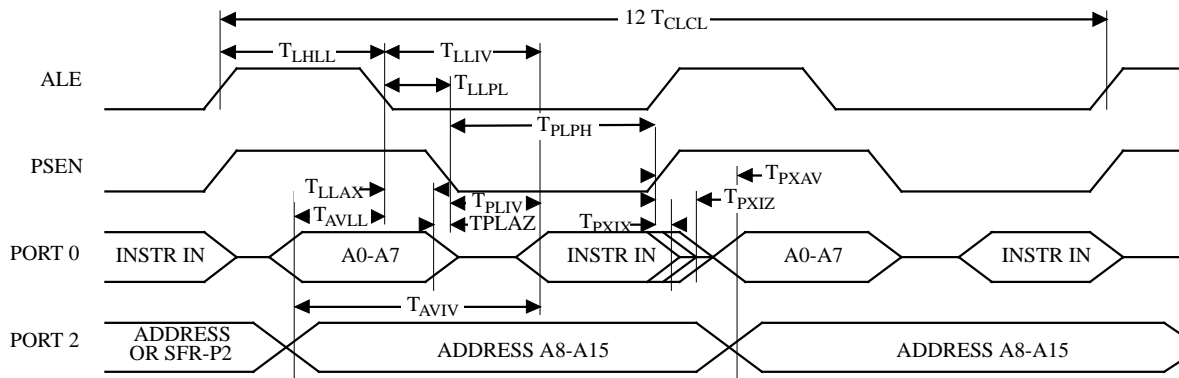 12 TCLCL
TLHLL TLLIV
ALE
TLLPL
TPLPH
PSEN
TPXAV
TLLAX
TPLIV
TPXIZ
TAVLL
TPLAZ
TPXIX
PORT 0 INSTR IN A0-A7 INSTR IN A0-A7 INSTR IN
TAVIV
PORT 2 ADDRESS
OR SFR-P2 ADDRESS A8-A15 ADDRESS A8-A15